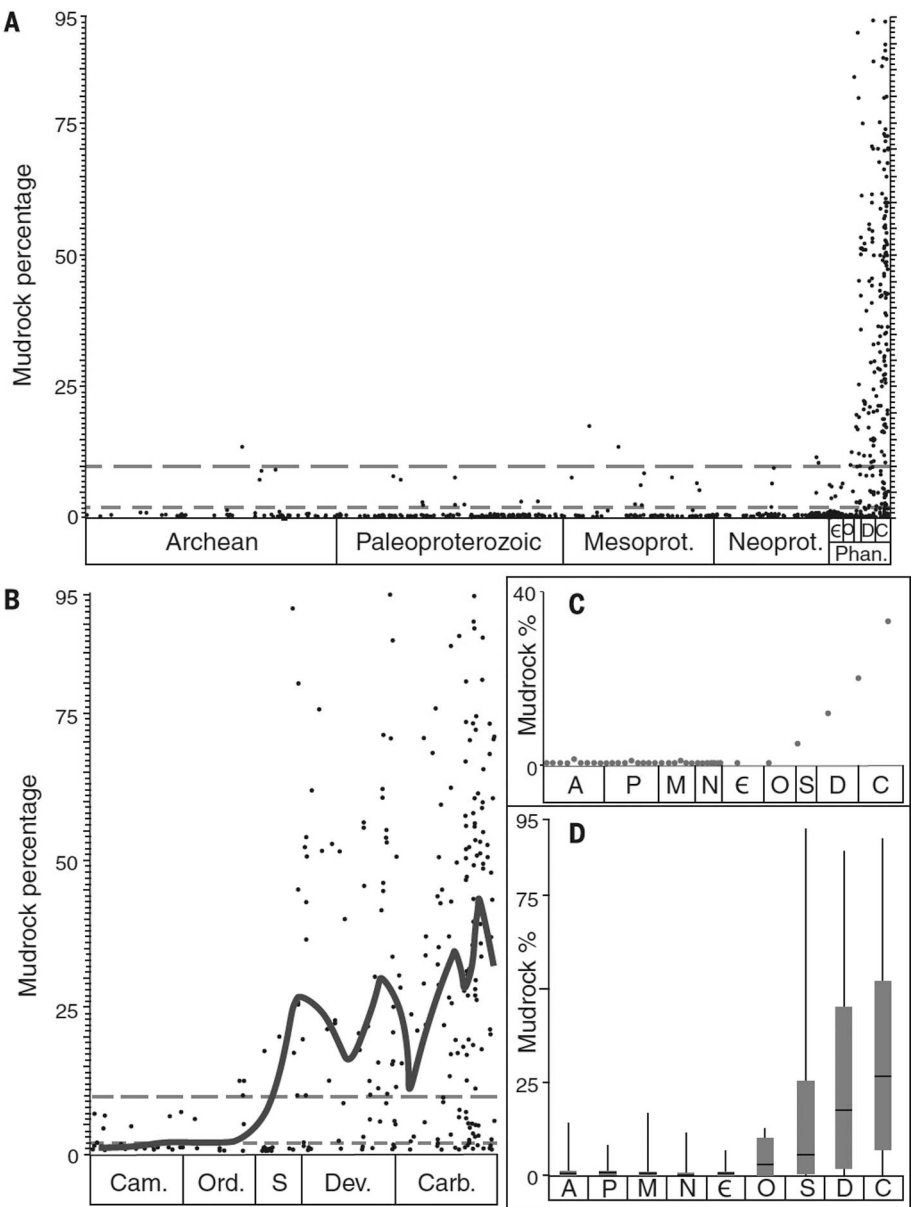 A
Mudrock percentage
95
75
50
25
0
Archean
Paleoproterozoic
Mesoprot.
Neoprot.
Є O D C
Phan.
B
Mudrock percentage
95
75
50
25
0
Cam.
Ord.
S
Dev.
Carb.
C
Mudrock %
40
0
A P M N Є O S D C
D
Mudrock %
95
75
25
0
A P M N Є O S D C